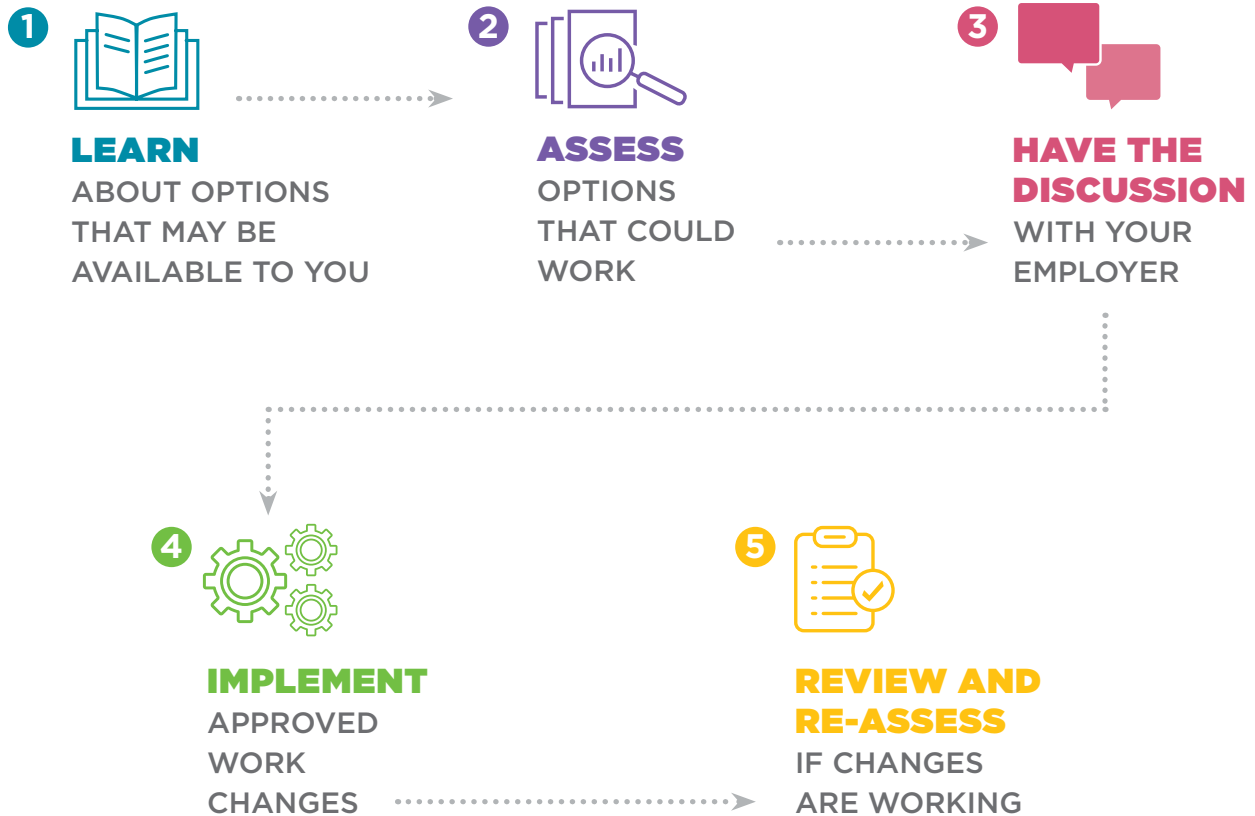 1
LEARN
ABOUT OPTIONS
THAT MAY BE
AVAILABLE TO YOU
2
ASSESS
OPTIONS
THAT COULD
WORK
3
HAVE THE
DISCUSSION
WITH YOUR
EMPLOYER
4
IMPLEMENT
APPROVED
WORK
CHANGES
5
REVIEW AND
RE-ASSESS
IF CHANGES
ARE WORKING